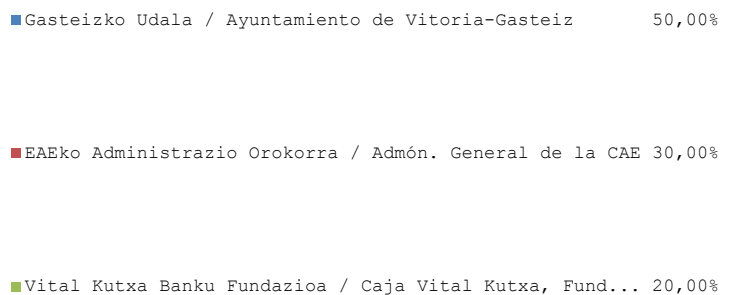 Gasteizko Udala / Ayuntamiento de Vitoria-Gasteiz 50,00%
EAEko Administrazio Orokorra / Admón. General de la CAE 30,00%
Vital Kutxa Banku Fundazioa / Caja Vital Kutxa, Fund... 20,00%